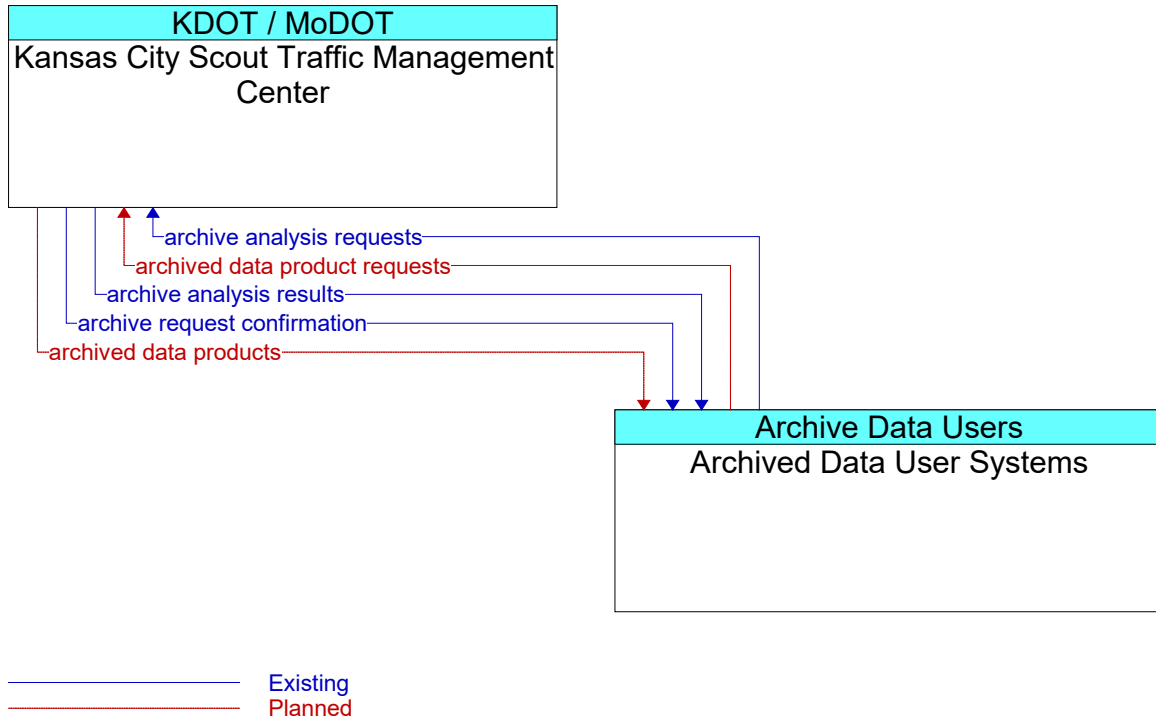 KDOT / MoDOT
Kansas City Scout Traffic Management
Center
archive analysis requests
archived data product requests
archive analysis results
archive request confirmation
archived data products
Archive Data Users
Archived Data User Systems
Existing
Planned